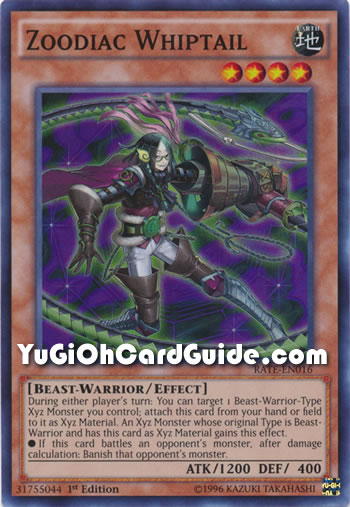 ZOODIAC WHIPTAIL
EARTH
地
YuGiOhCardGuide.com
RATE-EN016
[BEAST-WARRIOR/EFFECT]
During either player's turn: You can target 1 Beast-Warrior-Type
Xyz Monster you control; attach this card from your hand or field
to it as Xyz Material. An Xyz Monster whose original Type is Beast-
Warrior and has this card as Xyz Material gains this effect.
● If this card battles an opponent's monster, after damage
calculation: Banish that opponent's monster.
ATK/1200 DEF/ 400
31755044 1st Edition ©1996 KAZUKI TAKAHASHI